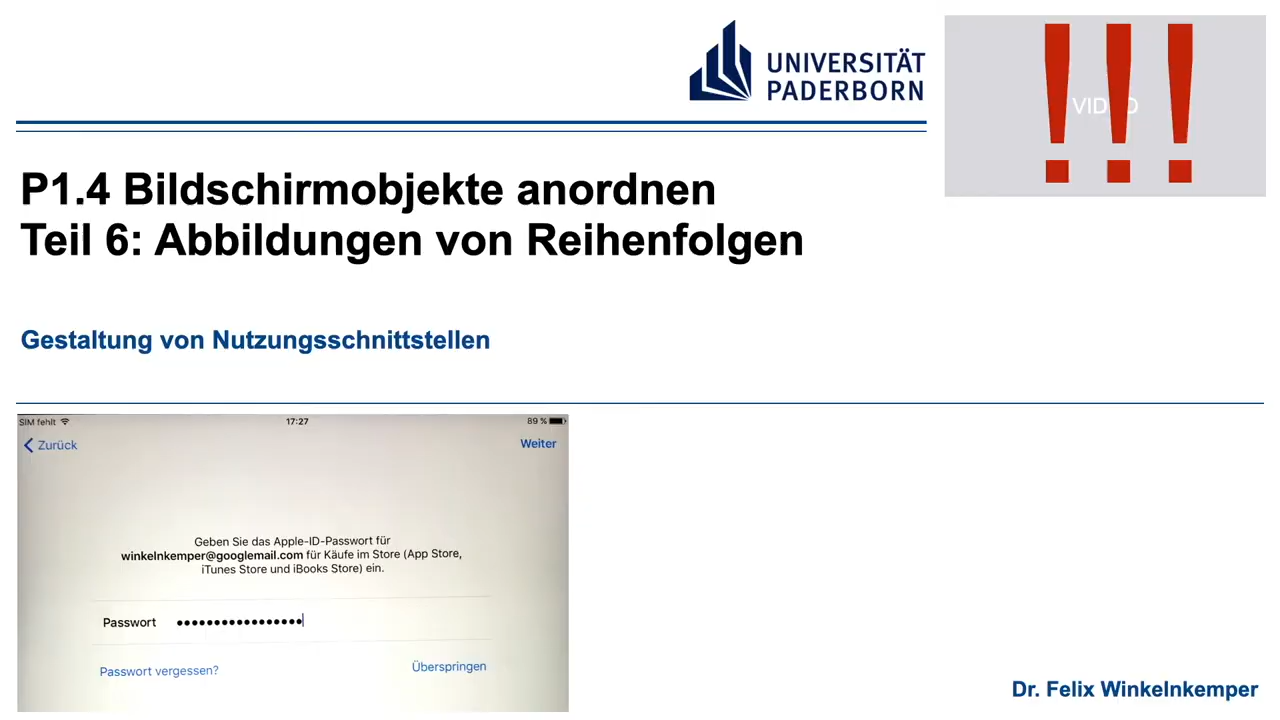 UNIVERSITÄT
PADERBORN
VID
O
P1.4 Bildschirmobjekte anordnen
Teil 6: Abbildungen von Reihenfolgen
Gestaltung von Nutzungsschnittstellen
SIM fehlt 17:27 89 %
Zurück Weiter
Geben Sie das Apple-ID-Passwort für
winkelnkemper@googlemail.com für Käufe im Store (App Store,
iTunes Store und iBooks Store) ein.
Passwort •••••••••••••••••
Passwort vergessen? Überspringen
Dr. Felix Winkelnkemper